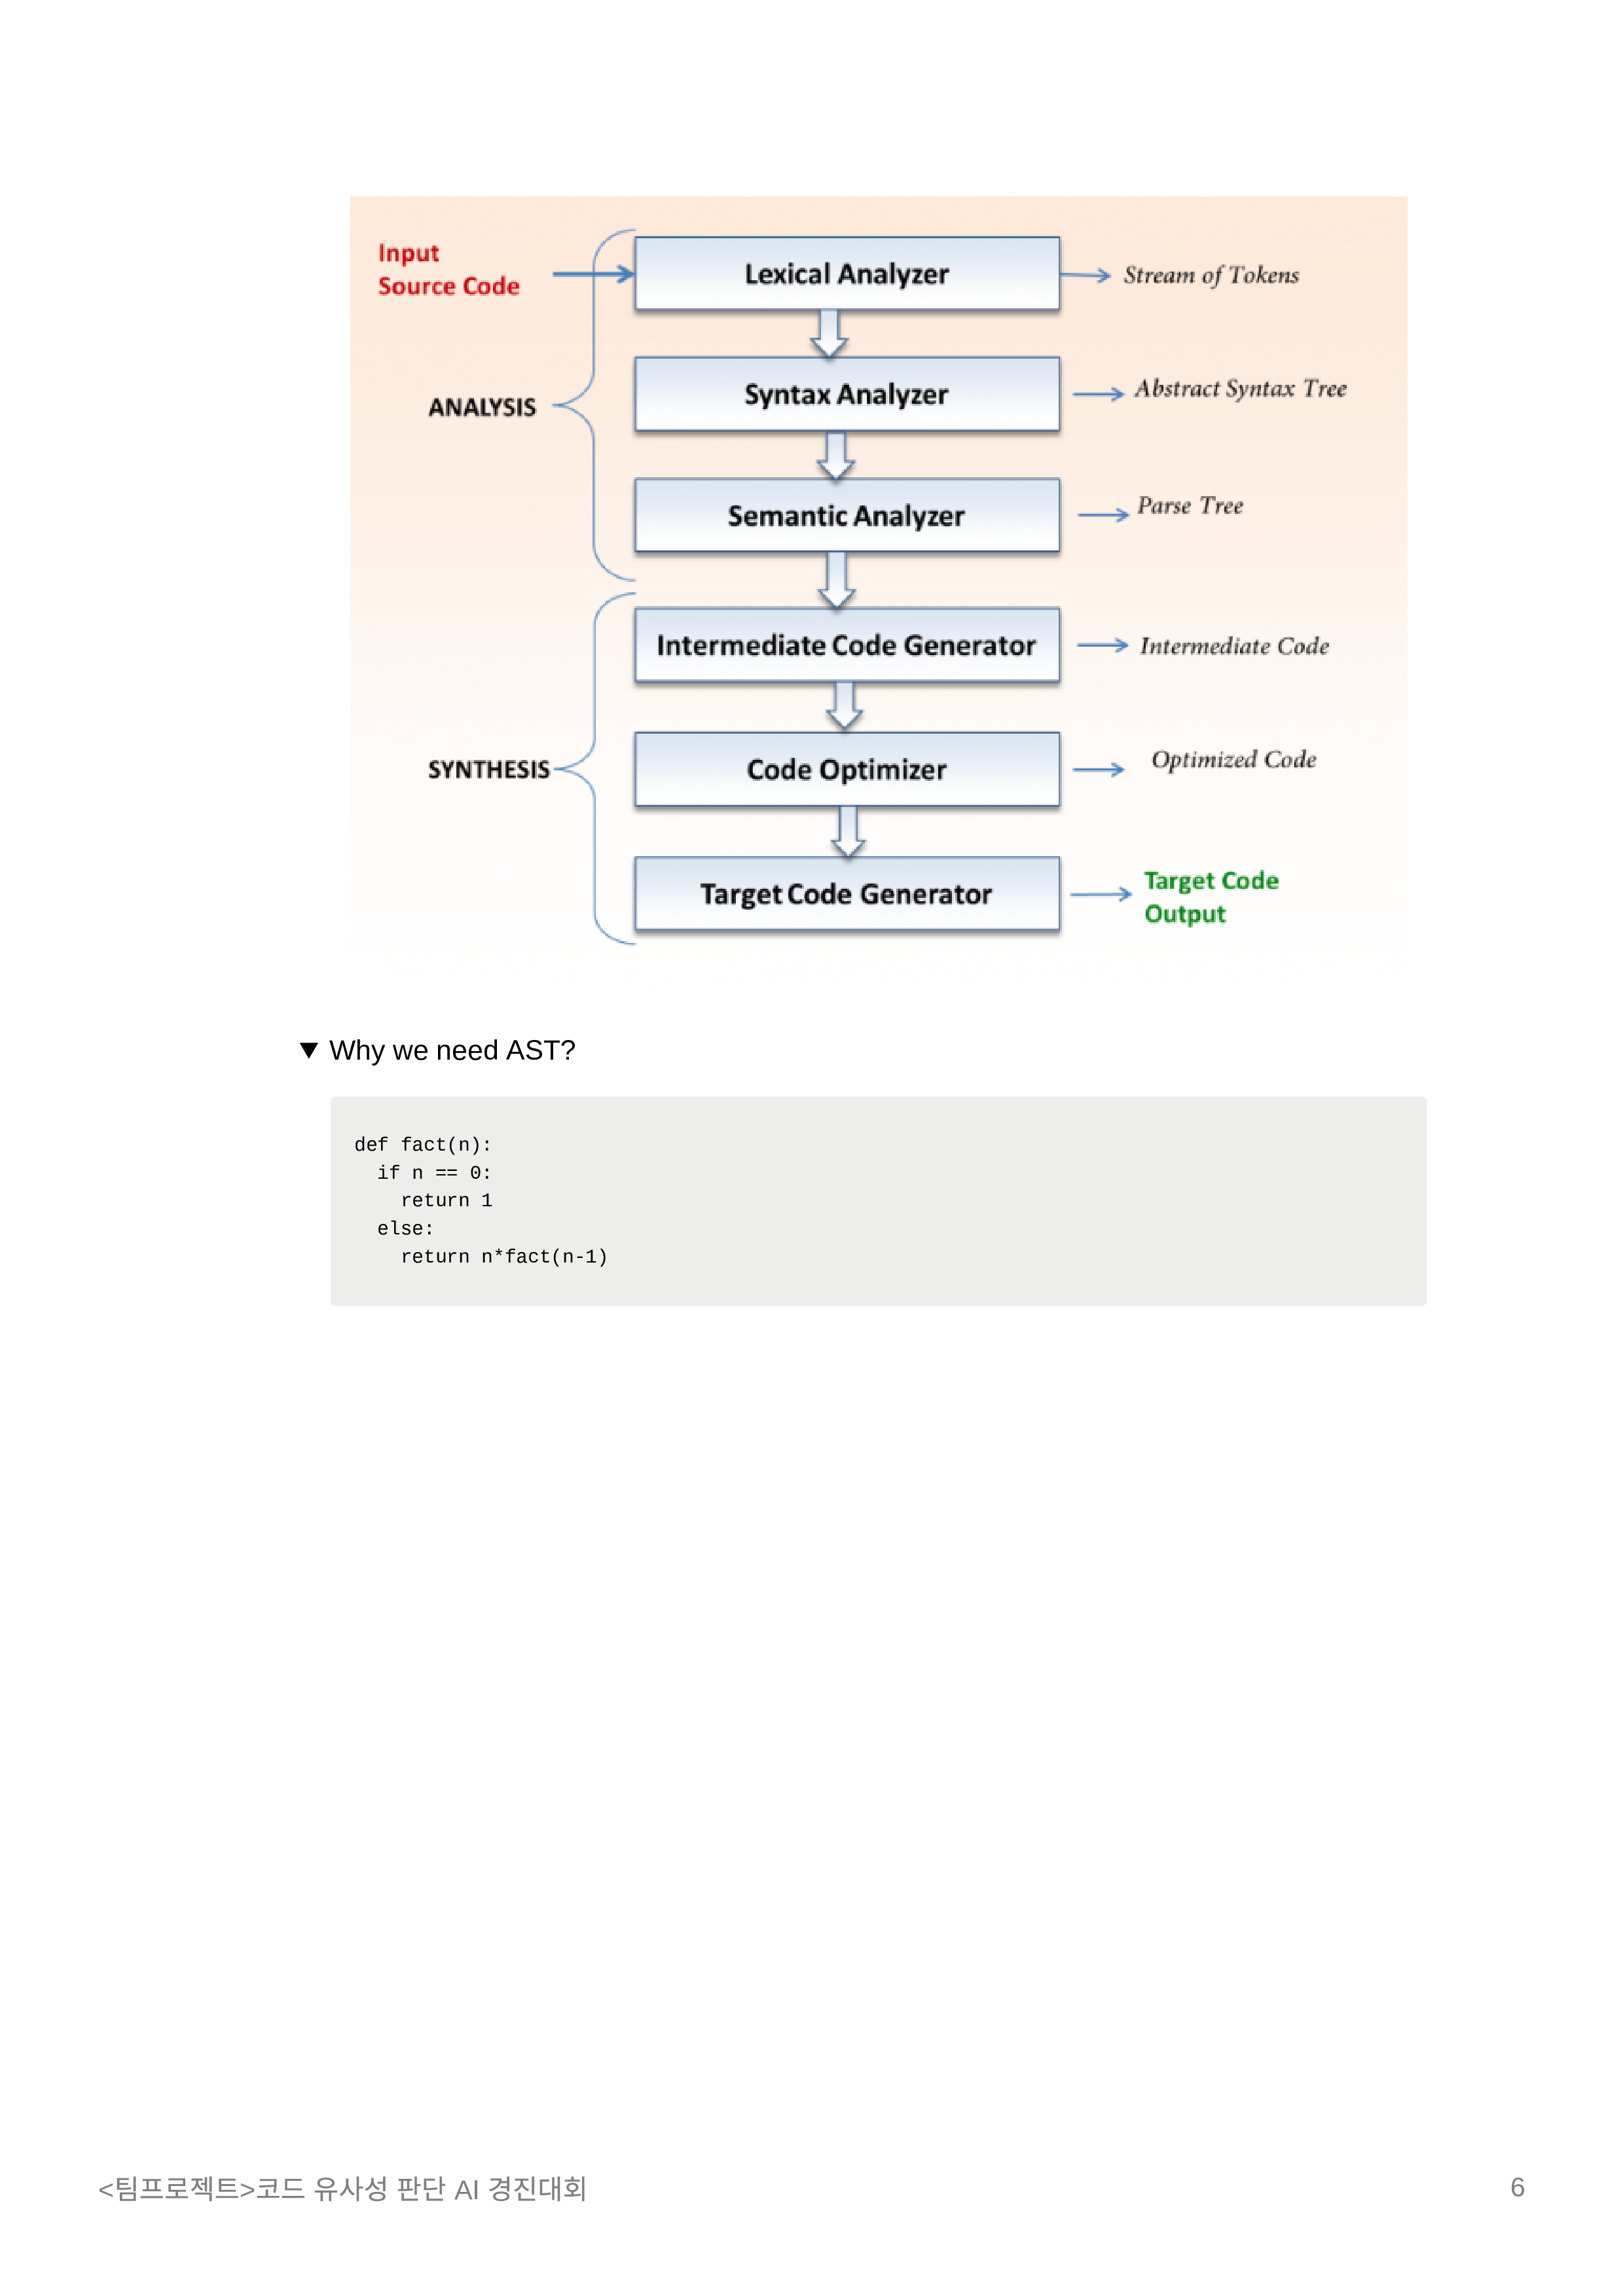 Input
Source Code
Lexical Analyzer
Stream of Tokens
Syntax Analyzer
Abstract Syntax Tree
ANALYSIS
Semantic Analyzer
Parse Tree
Intermediate Code Generator
Intermediate Code
SYNTHESIS
Code Optimizer
Optimized Code
Target Code Generator
Target Code
Output
▼ Why we need AST?
def fact(n):
  if n == 0:
    return 1
  else:
    return n*fact(n-1)
<팀프로젝트>코드 유사성 판단 AI 경진대회
6